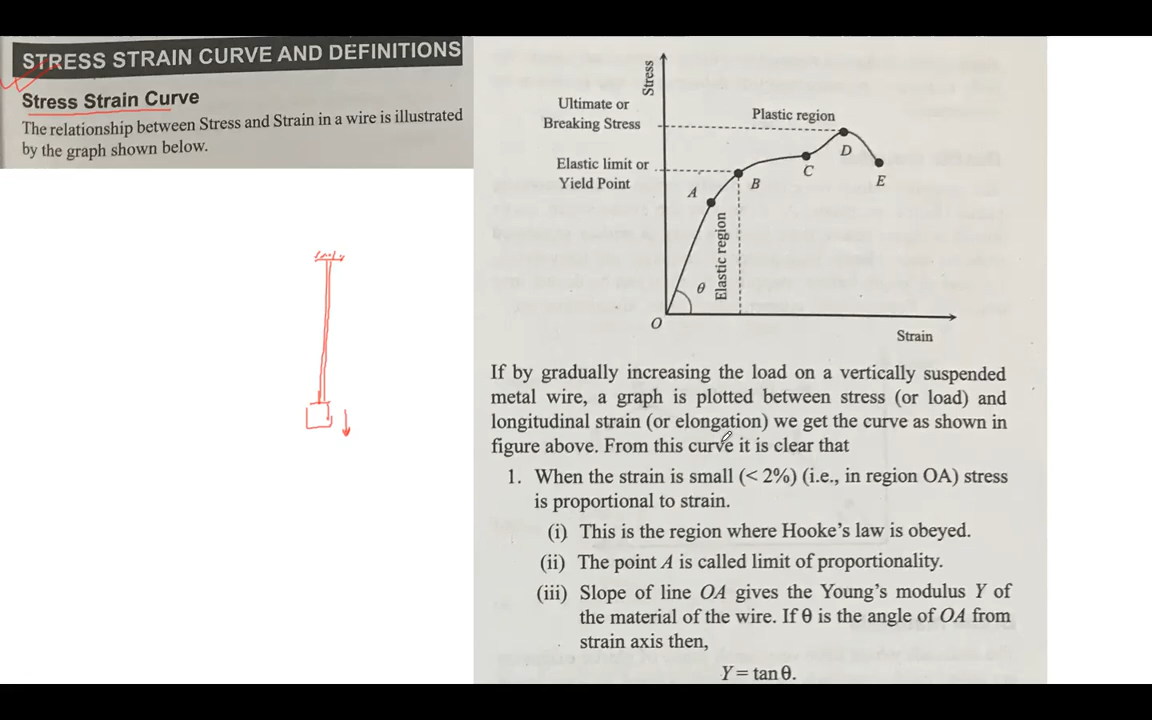 STRESS STRAIN CURVE AND DEFINITIONS
Stress Strain Curve
The relationship between Stress and Strain in a wire is illustrated
by the graph shown below.
Stress
Ultimate or
Breaking Stress
Plastic region
D
Elastic limit or
Yield Point
A
B
C
E
Elastic region
θ
O
Strain
If by gradually increasing the load on a vertically suspended
metal wire, a graph is plotted between stress (or load) and
longitudinal strain (or elongation) we get the curve as shown in
figure above. From this curve it is clear that
1. When the strain is small (< 2%) (i.e., in region OA) stress
is proportional to strain.
(i) This is the region where Hooke's law is obeyed.
(ii) The point A is called limit of proportionality.
(iii) Slope of line OA gives the Young's modulus Y of
the material of the wire. If θ is the angle of OA from
strain axis then,
Y = tan θ.